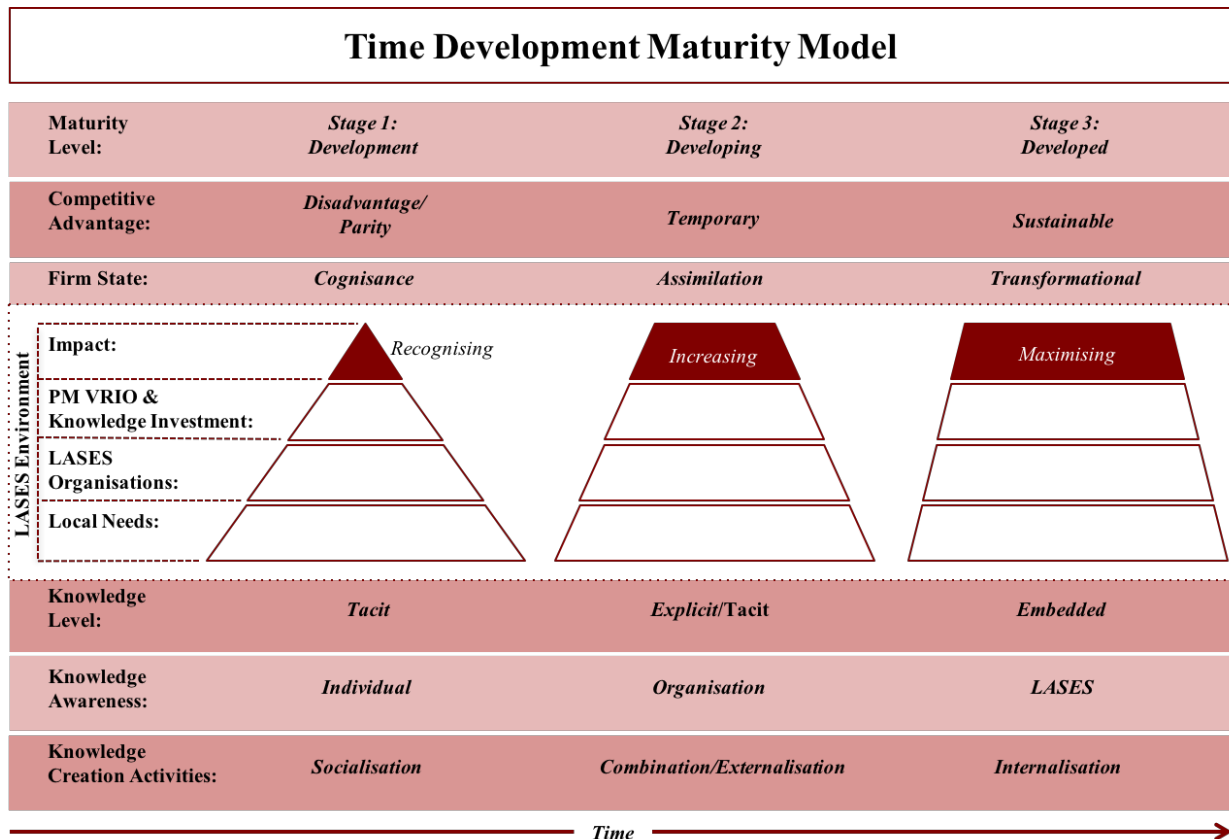 Time Development Maturity Model
Maturity
Level:
Stage 1:
Development
Stage 2:
Developing
Stage 3:
Developed
Competitive
Advantage:
Disadvantage/
Parity
Temporary
Sustainable
Firm State:
Cognisance
Assimilation
Transformational
LASES Environment
Impact:
Recognising
Increasing
Maximising
PM VRIO &
Knowledge Investment:
LASES
Organisations:
Local Needs:
Knowledge
Level:
Tacit
Explicit/Tacit
Embedded
Knowledge
Awareness:
Individual
Organisation
LASES
Knowledge
Creation Activities:
Socialisation
Combination/Externalisation
Internalisation
Time